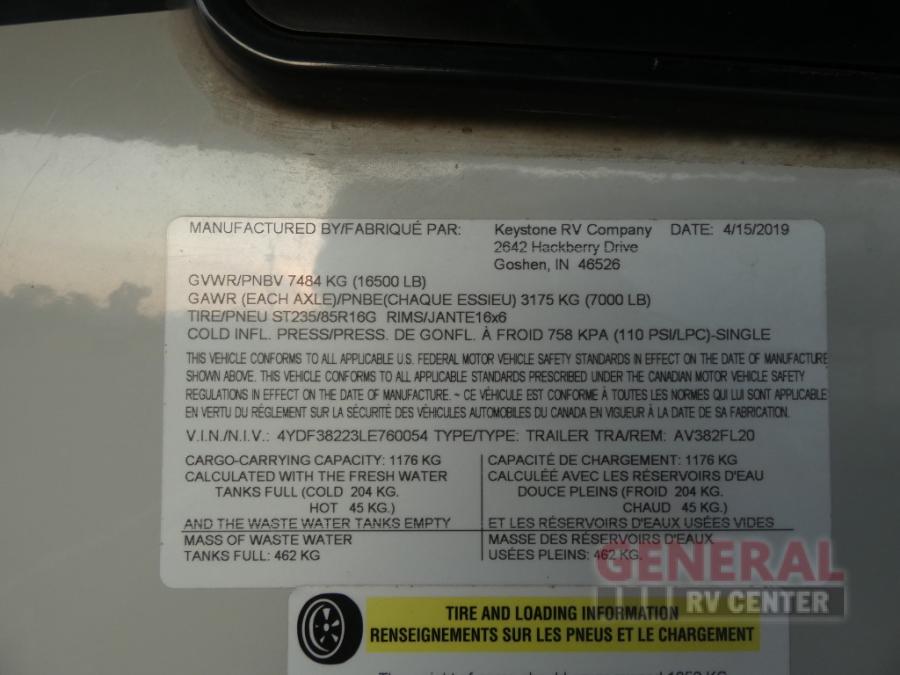 MANUFACTURED BY/FABRIQUÉ PAR: Keystone RV Company DATE: 4/15/2019
2642 Hackberry Drive
Goshen, IN 46526
GVWR/PNBV 7484 KG (16500 LB)
GAWR (EACH AXLE)/PNBE(CHAQUE ESSIEU) 3175 KG (7000 LB)
TIRE/PNEU ST235/85R16G RIMS/JANTE16x6
COLD INFL. PRESS/PRESS. DE GONFL. À FROID 758 KPA (110 PSI/LPC)-SINGLE
THIS VEHICLE CONFORMS TO ALL APPLICABLE U.S. FEDERAL MOTOR VEHICLE SAFETY STANDARDS IN EFFECT ON THE DATE OF MANUFACTURE
SHOWN ABOVE. THIS VEHICLE CONFORMS TO ALL APPLICABLE STANDARDS PRESCRIBED UNDER THE CANADIAN MOTOR VEHICLE SAFETY
REGULATIONS IN EFFECT ON THE DATE OF MANUFACTURE. ~ CE VÉHICULE EST CONFORME À TOUTES LES NORMES QUI LUI SONT APPLICABLE
EN VERTU DU RÉGLEMENT SUR LA SÉCURITÉ DES VÉHICULES AUTOMOBILES DU CANADA EN VIGUEUR À LA DATE DE SA FABRICATION.
V.I.N./N.I.V.: 4YDF38223LE760054 TYPE/TYPE: TRAILER TRA/REM: AV382FL20
CARGO-CARRYING CAPACITY: 1176 KG
CALCULATED WITH THE FRESH WATER
TANKS FULL (COLD 204 KG.
HOT 45 KG.)
AND THE WASTE WATER TANKS EMPTY
MASS OF WASTE WATER
TANKS FULL: 462 KG
CAPACITÉ DE CHARGEMENT: 1176 KG
CALCULÉE AVEC LES RÉSERVOIRS D'EAU
DOUCE PLEINS (FROID 204 KG.
CHAUD 45 KG.)
ET LES RÉSERVOIRS D'EAUX USÉES VIDES
MASSE DES RÉSERVOIRS D'EAUX
USÉES PLEINS: 462 KG.
GENERAL
RV CENTER
TIRE AND LOADING INFORMATION
RENSEIGNEMENTS SUR LES PNEUS ET LE CHARGEMENT